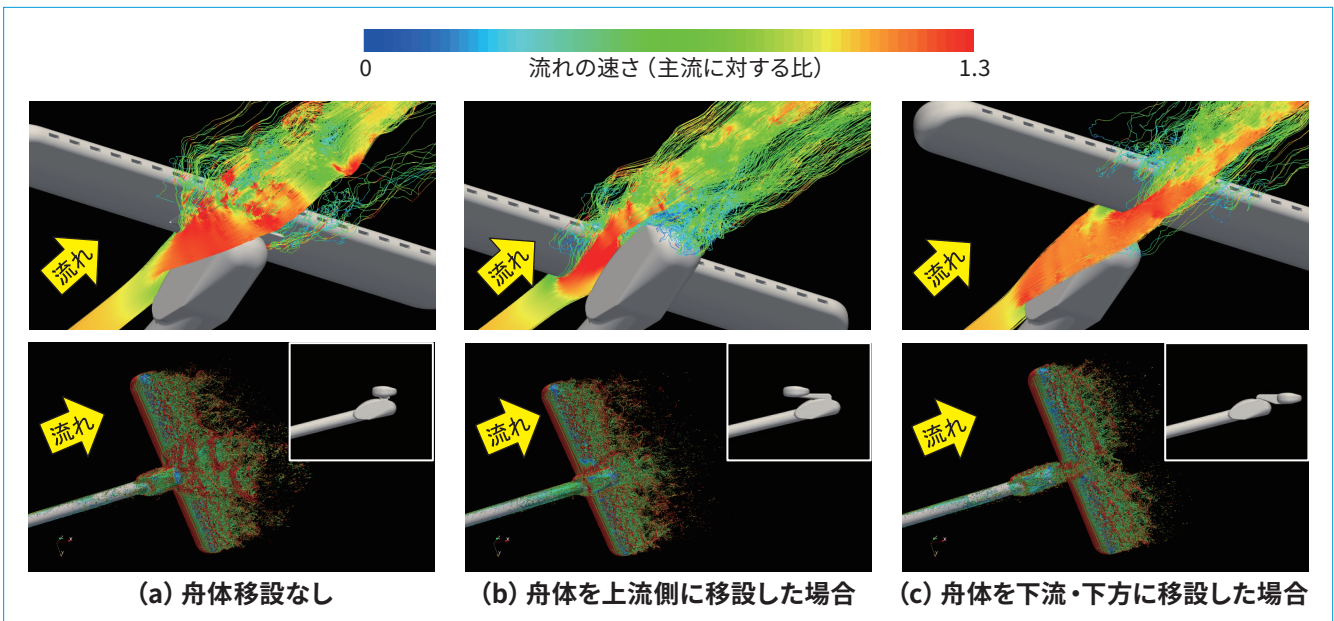 0 流れの速さ（主流に対する比） 1.3
流れ 流れ 流れ
流れ 流れ 流れ
（a）舟体移設なし （b）舟体を上流側に移設した場合 （c）舟体を下流・下方に移設した場合